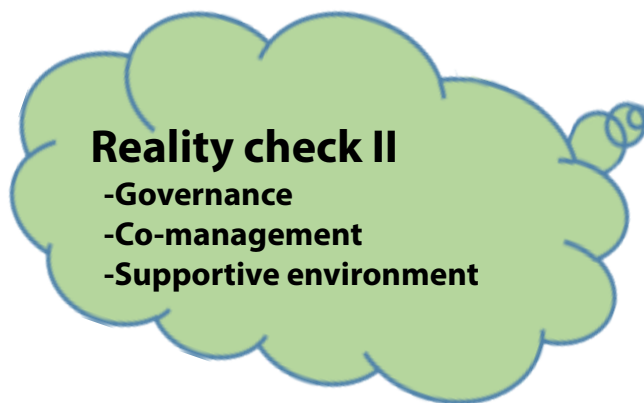 Reality check II
-Governance
-Co-management
-Supportive environment